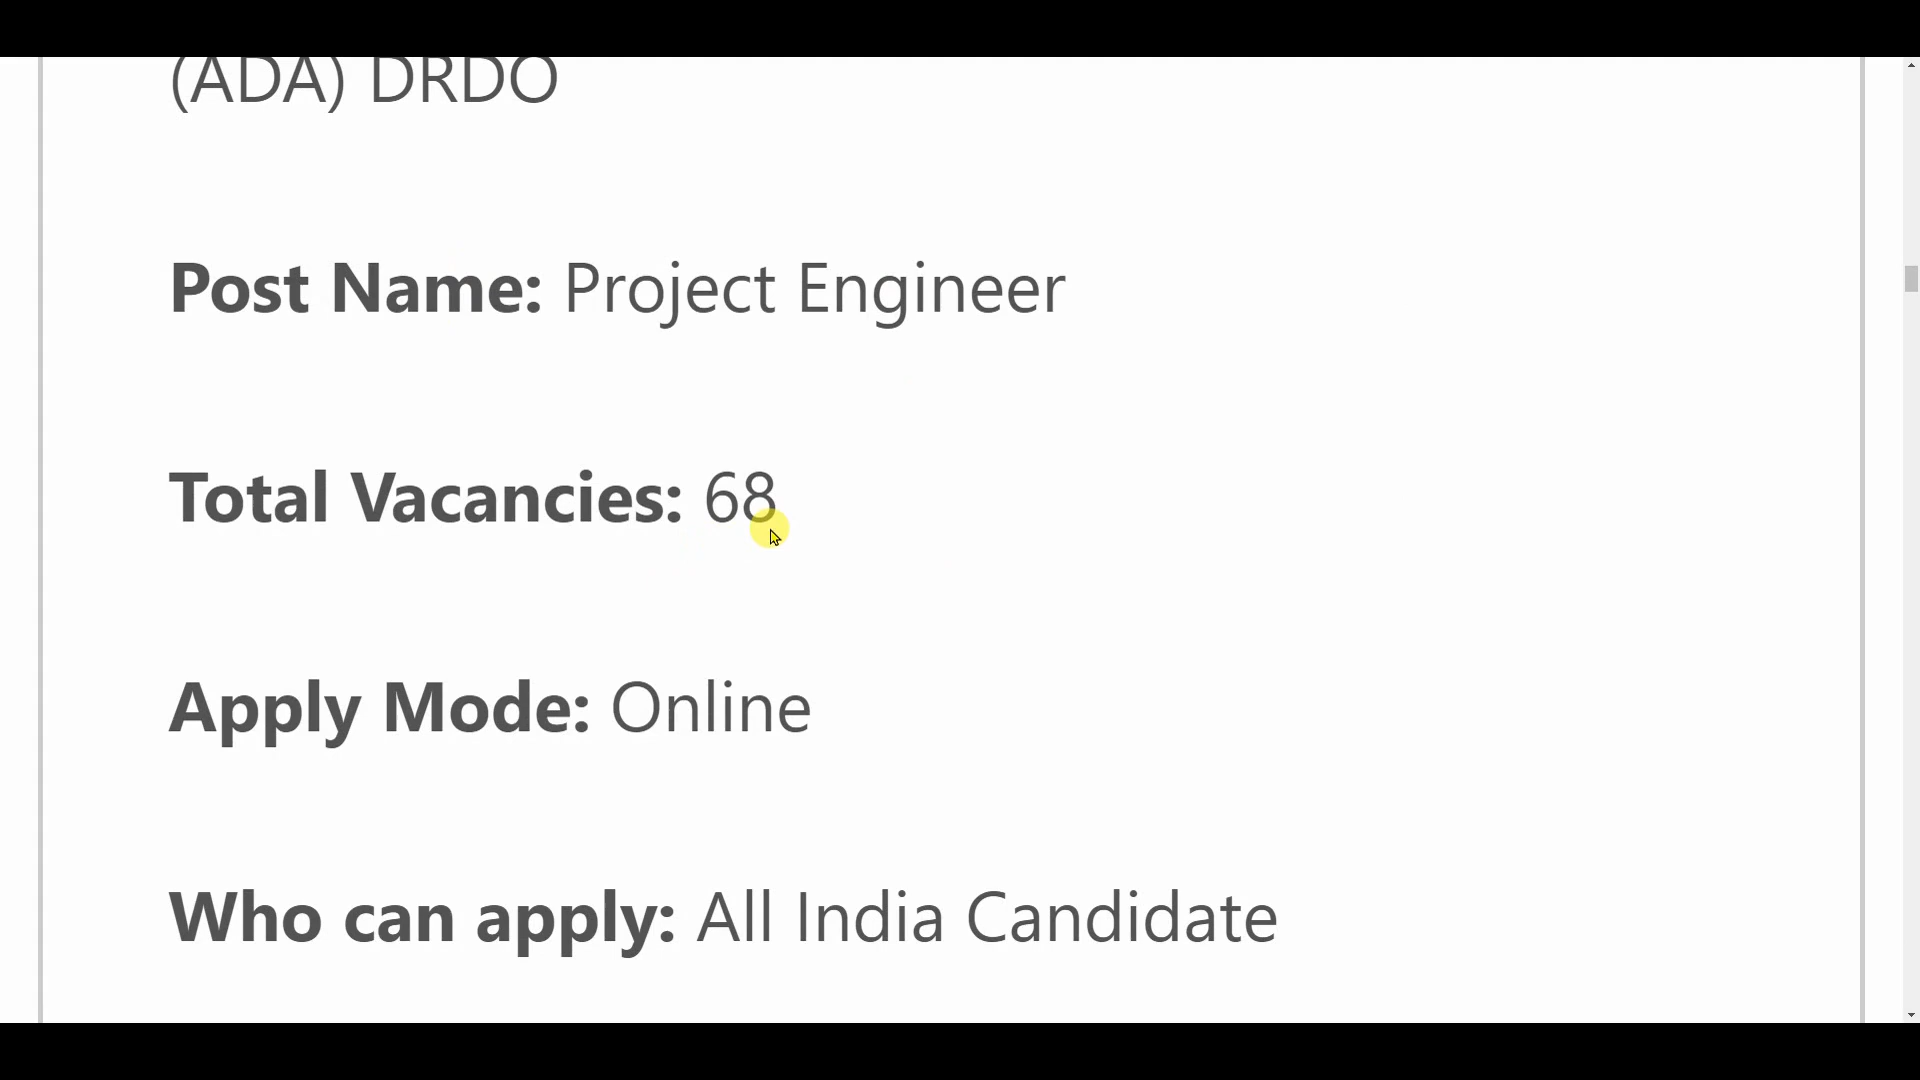 (ADA) DRDO
Post Name: Project Engineer
Total Vacancies: 68
Apply Mode: Online
Who can apply: All India Candidate